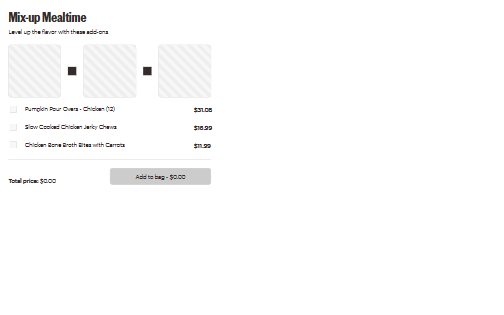 Mix-up Mealtime
Level up the flavor with these add-ons
Pumpkin Pour Overs - Chicken (12) $31.08
Slow Cooked Chicken Jerky Chews $16.99
Chicken Bone Broth Bites with Carrots $11.99
Total price: $0.00
Add to bag - $0.00